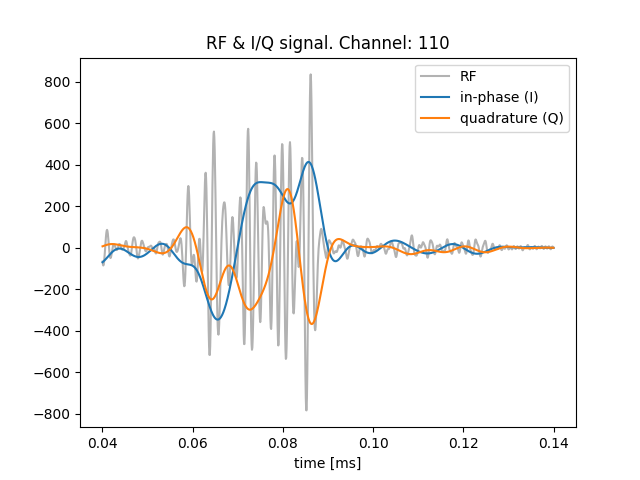 RF & I/Q signal. Channel: 110
RF
in-phase (I)
quadrature (Q)
800
600
400
200
0
−200
−400
−600
−800
0.04 0.06 0.08 0.10 0.12 0.14
time [ms]